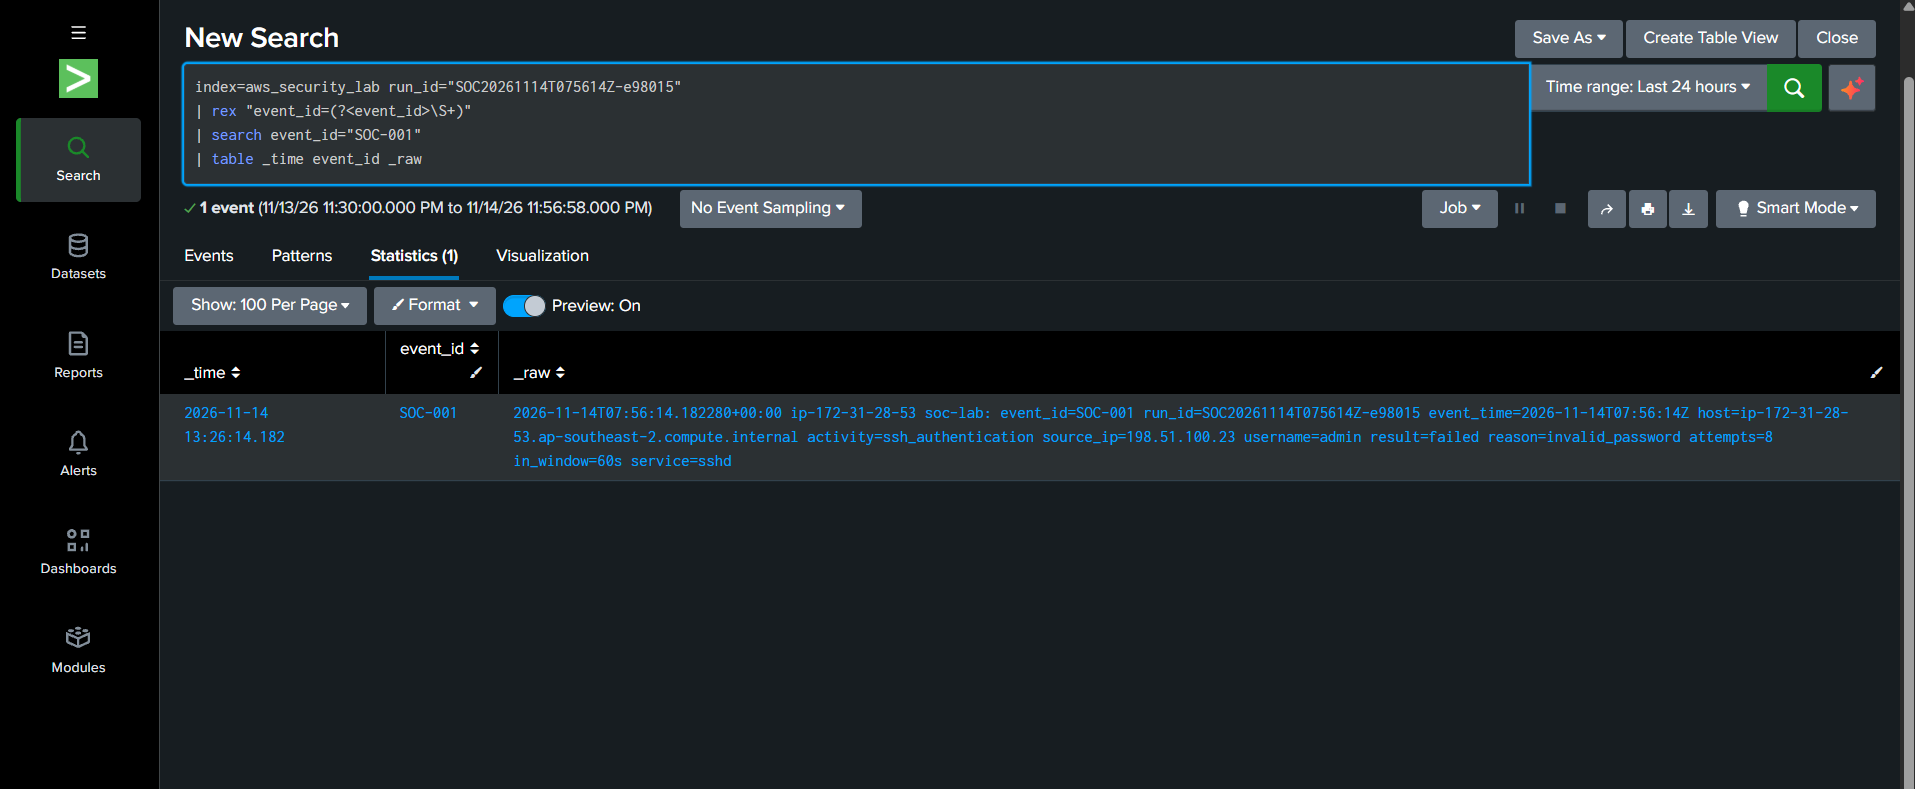 New Search
Save As
Create Table View
Close
index=aws_security_lab run_id="SOC20261114T075614Z-e98015"
| rex "event_id=(?<event_id>\S+)"
| search event_id="SOC-001"
| table _time event_id _raw
Time range: Last 24 hours
1 event (11/13/26 11:30:00.000 PM to 11/14/26 11:56:58.000 PM)
No Event Sampling
Job
Smart Mode
Events
Patterns
Statistics (1)
Visualization
Show: 100 Per Page
Format
Preview: On
_time
event_id
_raw
2026-11-14
13:26:14.182
SOC-001
2026-11-14T07:56:14.182280+00:00 ip-172-31-28-53 soc-lab: event_id=SOC-001 run_id=SOC20261114T075614Z-e98015 event_time=2026-11-14T07:56:14Z host=ip-172-31-28-
53.ap-southeast-2.compute.internal activity=ssh_authentication source_ip=198.51.100.23 username=admin result=failed reason=invalid_password attempts=8
in_window=60s service=sshd
Search
Datasets
Reports
Alerts
Dashboards
Modules